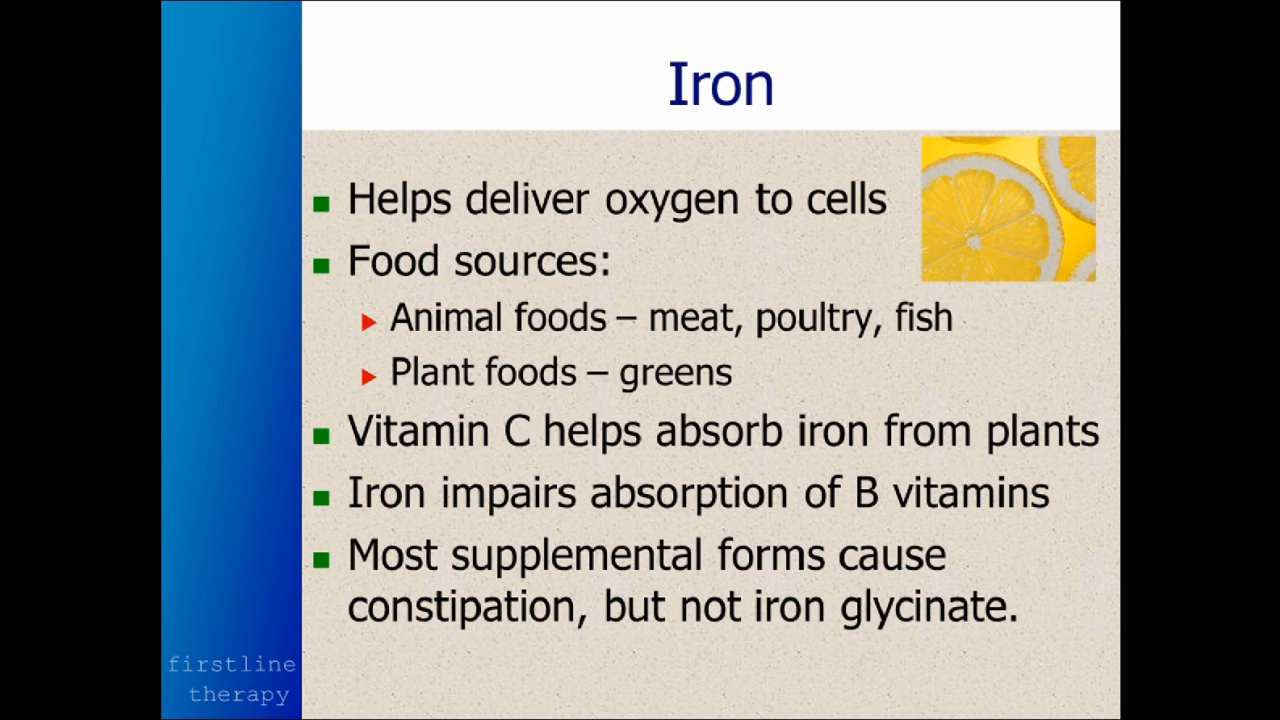 Iron
Helps deliver oxygen to cells
Food sources:
Animal foods – meat, poultry, fish
Plant foods – greens
Vitamin C helps absorb iron from plants
Iron impairs absorption of B vitamins
Most supplemental forms cause
constipation, but not iron glycinate.
firstline
therapy